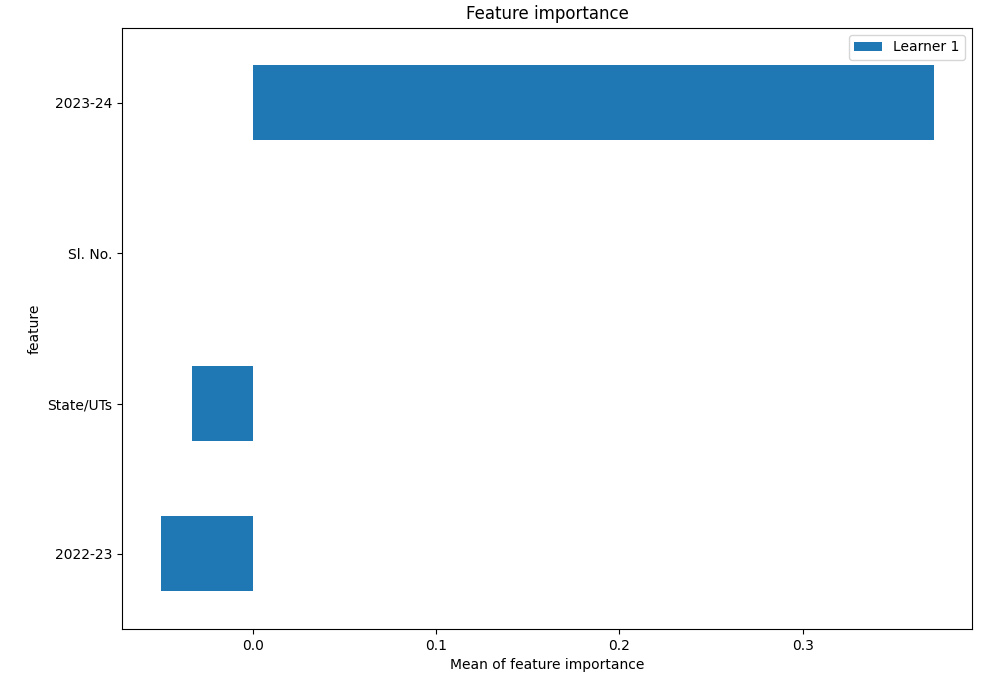 Feature importance
Learner 1
2023-24
Sl. No.
State/UTs
2022-23
feature
0.0 0.1 0.2 0.3
Mean of feature importance